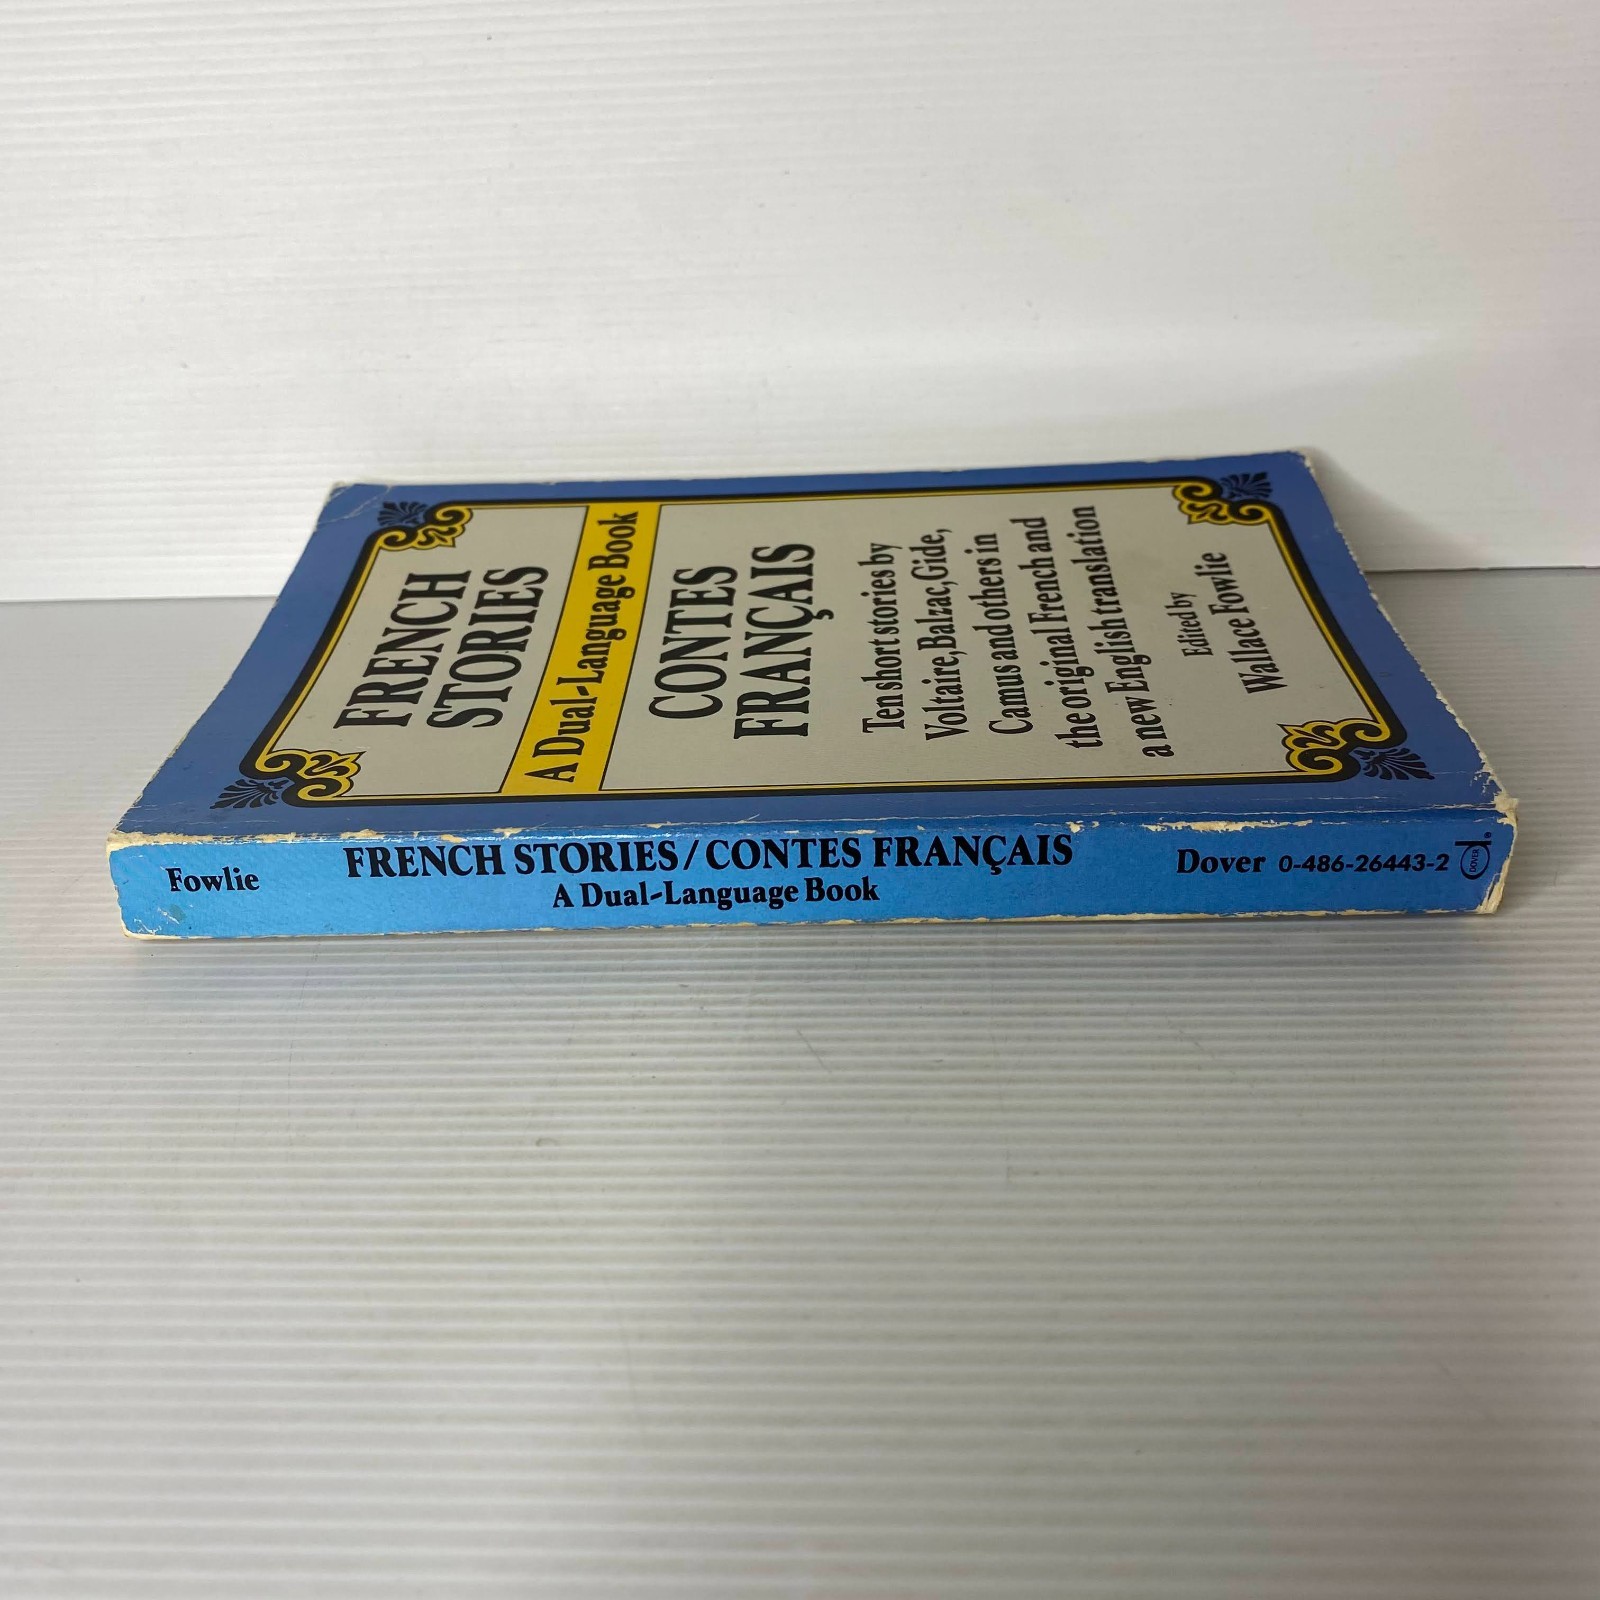 FRENCH
STORIES
A Dual-Language Book
CONTES
FRANÇAIS
Ten short stories by
Voltaire, Balzac, Gide,
Camus and others in
the original French and
a new English translation
Edited by
Wallace Fowlie
Fowlie
FRENCH STORIES/CONTES FRANÇAIS
A Dual-Language Book
Dover 0-486-26443-2
DOVER